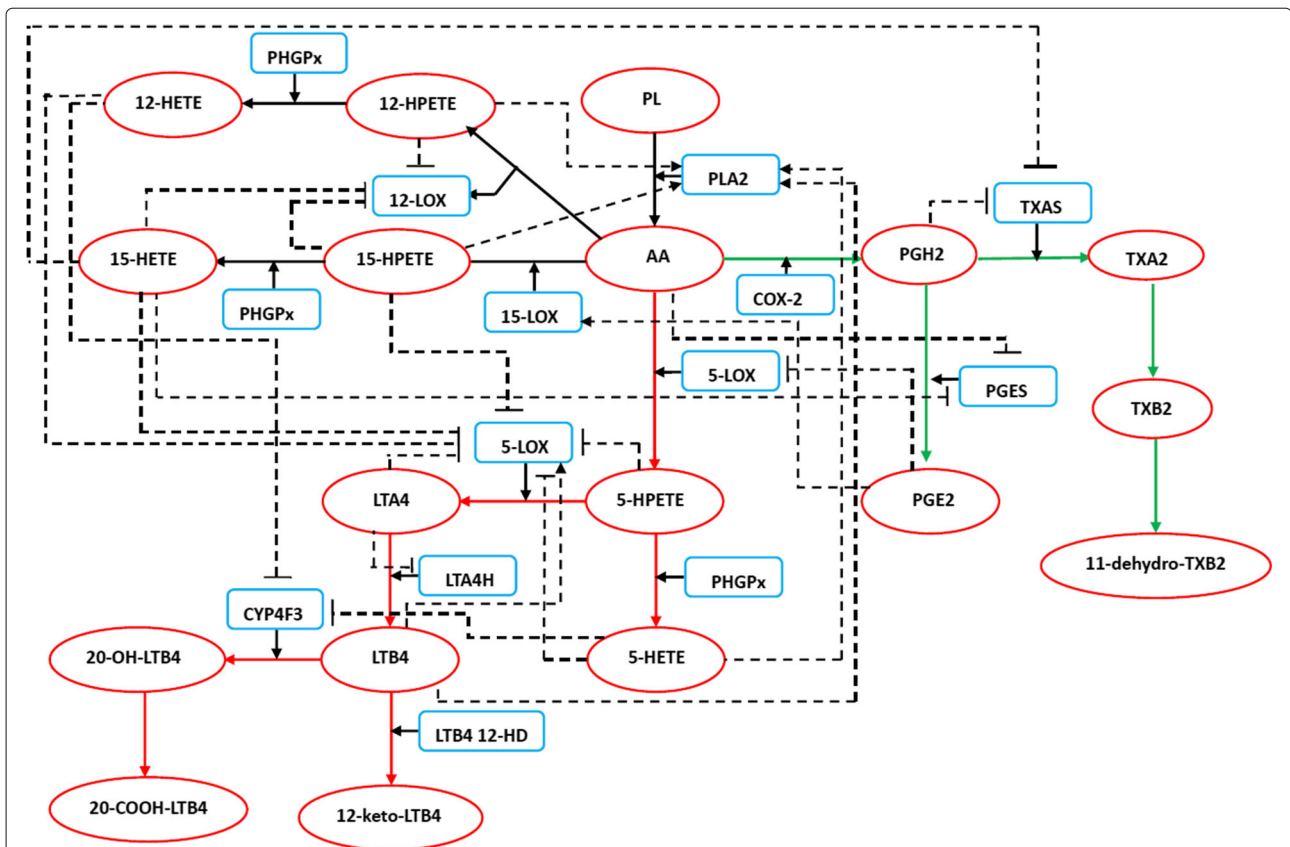 PHGPx
12-HETE
12-HPETE
PL
PLA2
12-LOX
TXAS
15-HETE
15-HPETE
AA
PGH2
TXA2
PHGPx
15-LOX
COX-2
5-LOX
PGES
TXB2
5-LOX
LTA4
5-HPETE
PGE2
11-dehydro-TXB2
LTA4H
PHGPx
CYP4F3
20-OH-LTB4
LTB4
5-HETE
LTB4 12-HD
20-COOH-LTB4
12-keto-LTB4